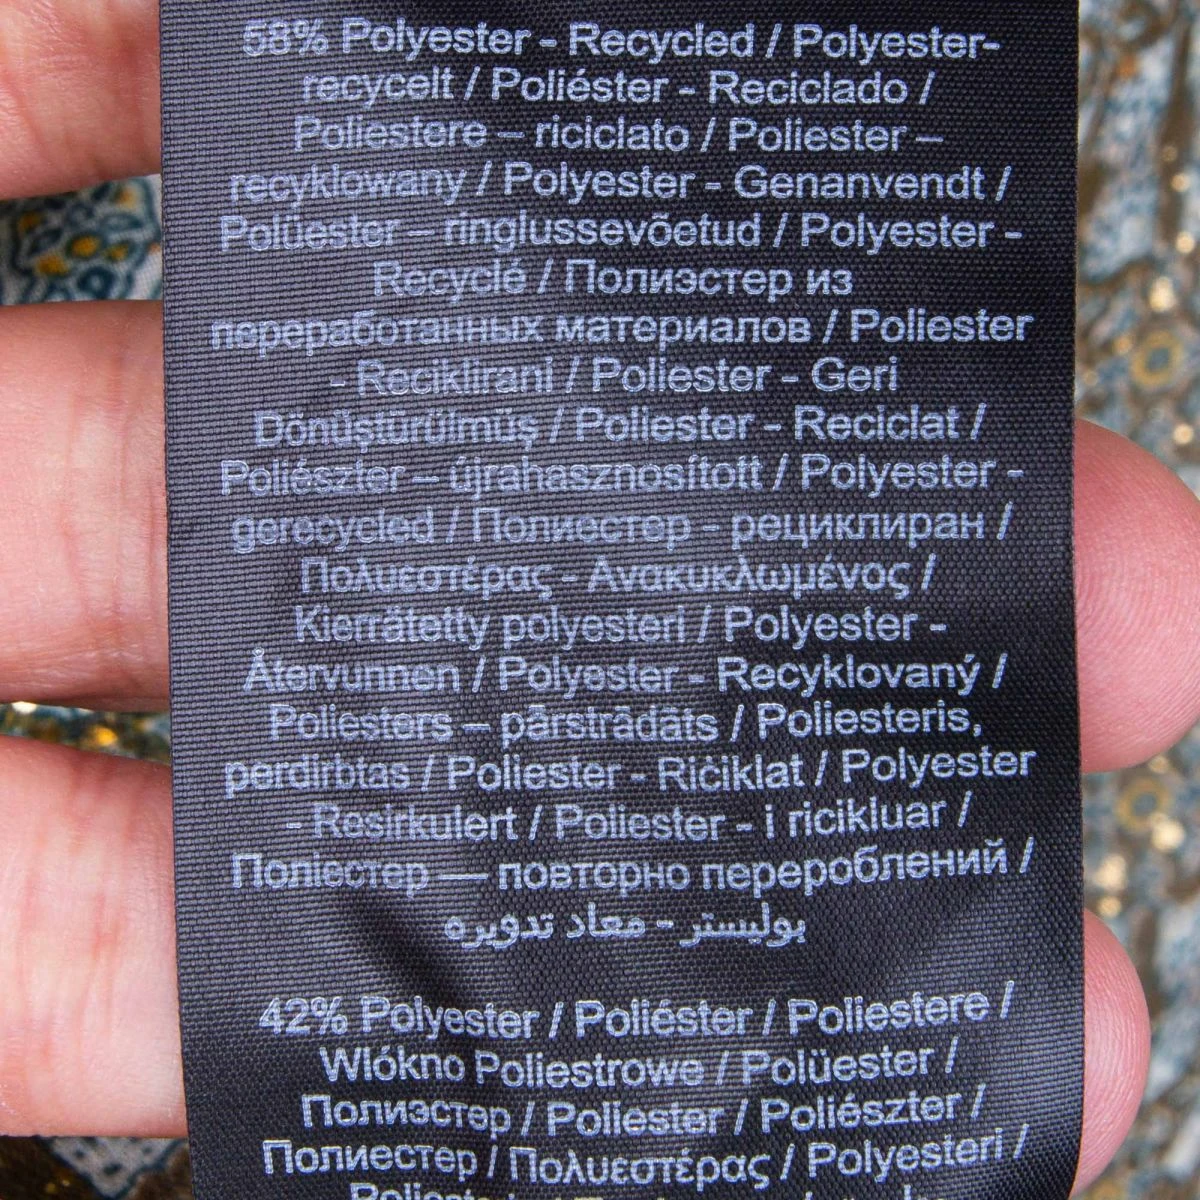 58% Polyester - Recycled / Polyester-
recycelt / Poliéster - Reciclado /
Poliestere – riciclato / Poliester –
recyklowany / Polyester - Genanvendt /
Polüester – ringlussevõetud / Polyester -
Recyclé / Полиэстер из
переработанных материалов / Poliester
- Reciklirani / Poliester - Geri
Dönüştürülmüş / Poliester - Reciclat /
Poliészter – újrahasznosított / Polyester -
gerecycled / Полиестер - рециклиран /
Πολυεστέρας - Ανακυκλωμένος /
Kierrätetty polyesteri / Polyester -
Återvunnen / Polyester - Recyklovaný /
Poliesters – pārstrādāts / Poliesteris,
perdirbtas / Poliester - Riċiklat / Polyester
- Resirkulert / Poliester - i ricikluar /
Поліестер — повторно перероблений /
بوليستر - معاد تدويره
42% Polyester / Poliéster / Poliestere /
Włókno Poliestrowe / Polüester /
Полиэстер / Poliester / Poliészter /
Полиестер / Πολυεστέρας / Polyesteri /